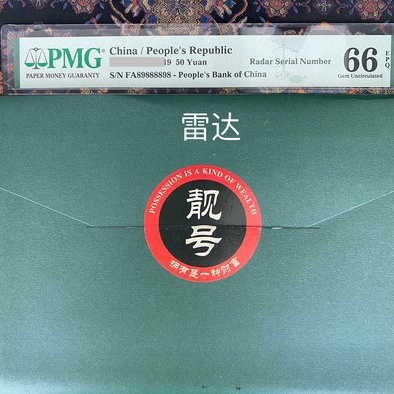 PMG®
PAPER MONEY GUARANTY
China / People's Republic
19 50 Yuan
Radar Serial Number
S/N FA89888898 - People's Bank of China
66
EPQ
Gem Uncirculated
雷达
POSSESSION IS A KIND OF WEALTH
靓号
拥有是一种财富